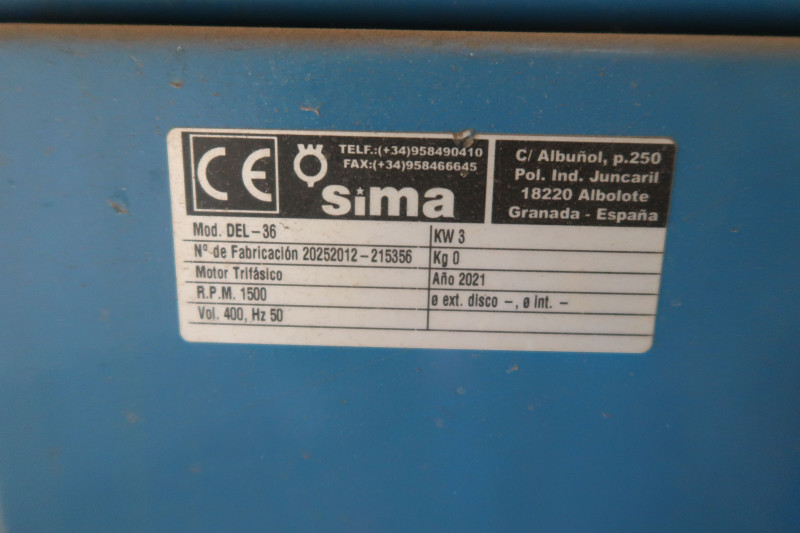 CE
TELF.:(+34)958490410
FAX:(+34)958466645
sima
C/ Albuñol, p.250
Pol. Ind. Juncaril
18220 Albolote
Granada - España
Mod. DEL-36
KW 3
Nº de Fabricación 20252012-215356
Kg 0
Motor Trifásico
Año 2021
R.P.M. 1500
ø ext. disco -, ø int. -
Vol. 400, Hz 50